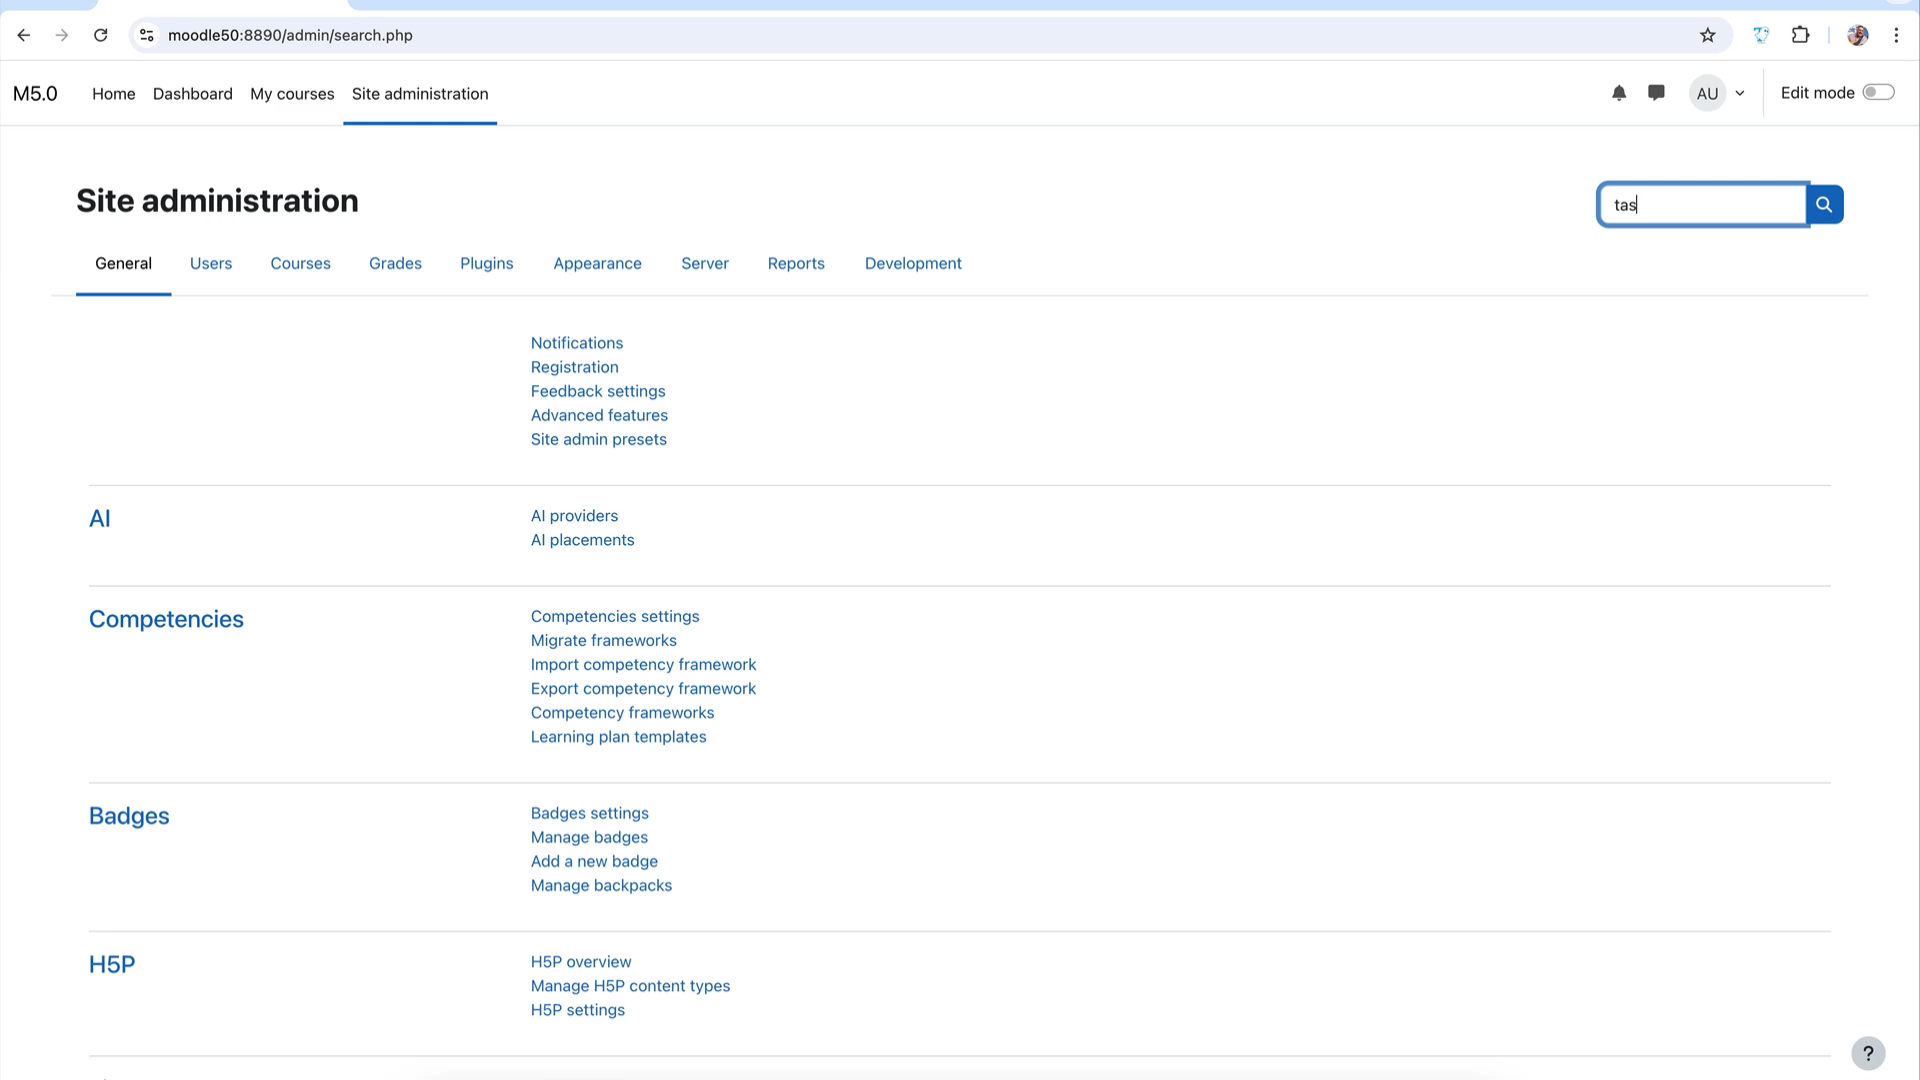 moodle50:8890/admin/search.php
M5.0 Home Dashboard My courses Site administration AU Edit mode
Site administration tas
General Users Courses Grades Plugins Appearance Server Reports Development
Notifications
Registration
Feedback settings
Advanced features
Site admin presets
AI
AI providers
AI placements
Competencies
Competencies settings
Migrate frameworks
Import competency framework
Export competency framework
Competency frameworks
Learning plan templates
Badges
Badges settings
Manage badges
Add a new badge
Manage backpacks
H5P
H5P overview
Manage H5P content types
H5P settings
?